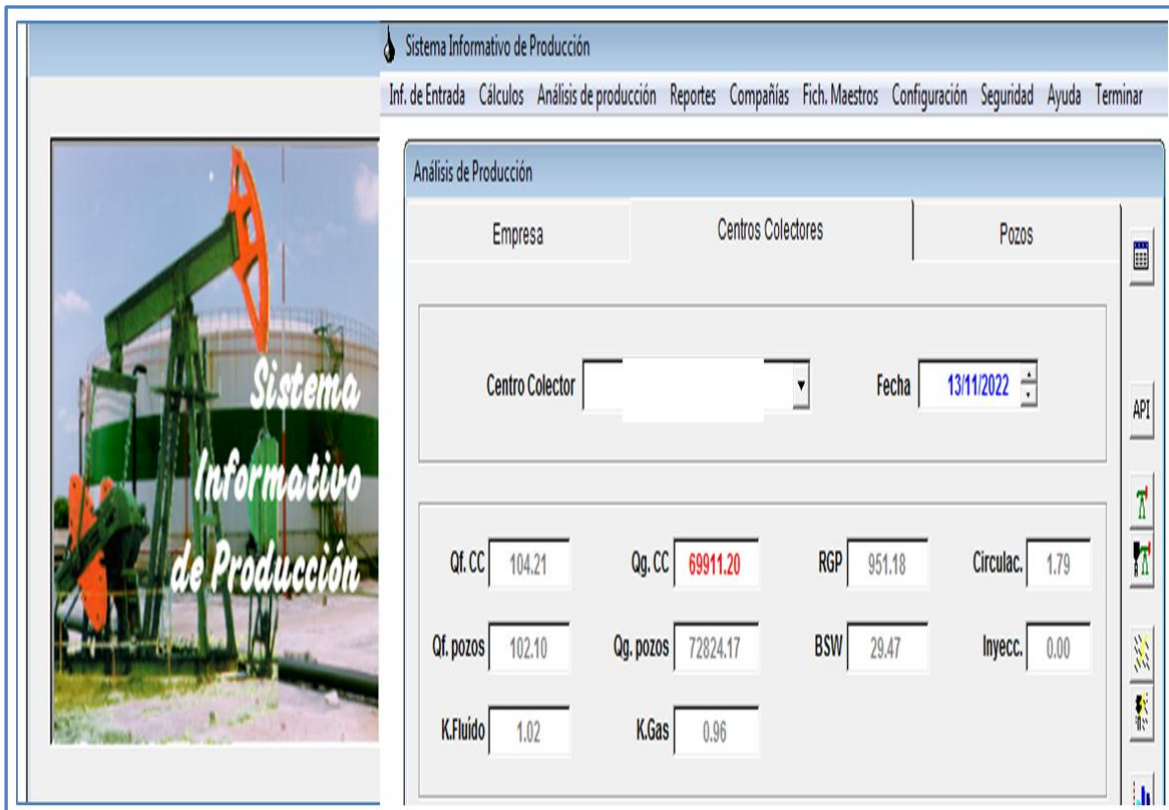 Sistema
Informativo
de Producción
Sistema Informativo de Producción
Inf. de Entrada Cálculos Análisis de producción Reportes Compañías Fich. Maestros Configuración Seguridad Ayuda Terminar
Análisis de Producción
Empresa Centros Colectores Pozos
Centro Colector Fecha 13/11/2022
API
Qf. CC 104.21 Qg. CC 69911.20 RGP 951.18 Circulac. 1.79
Qf. pozos 102.10 Qg. pozos 72824.17 BSW 29.47 Inyecc. 0.00
K.Fluído 1.02 K.Gas 0.96